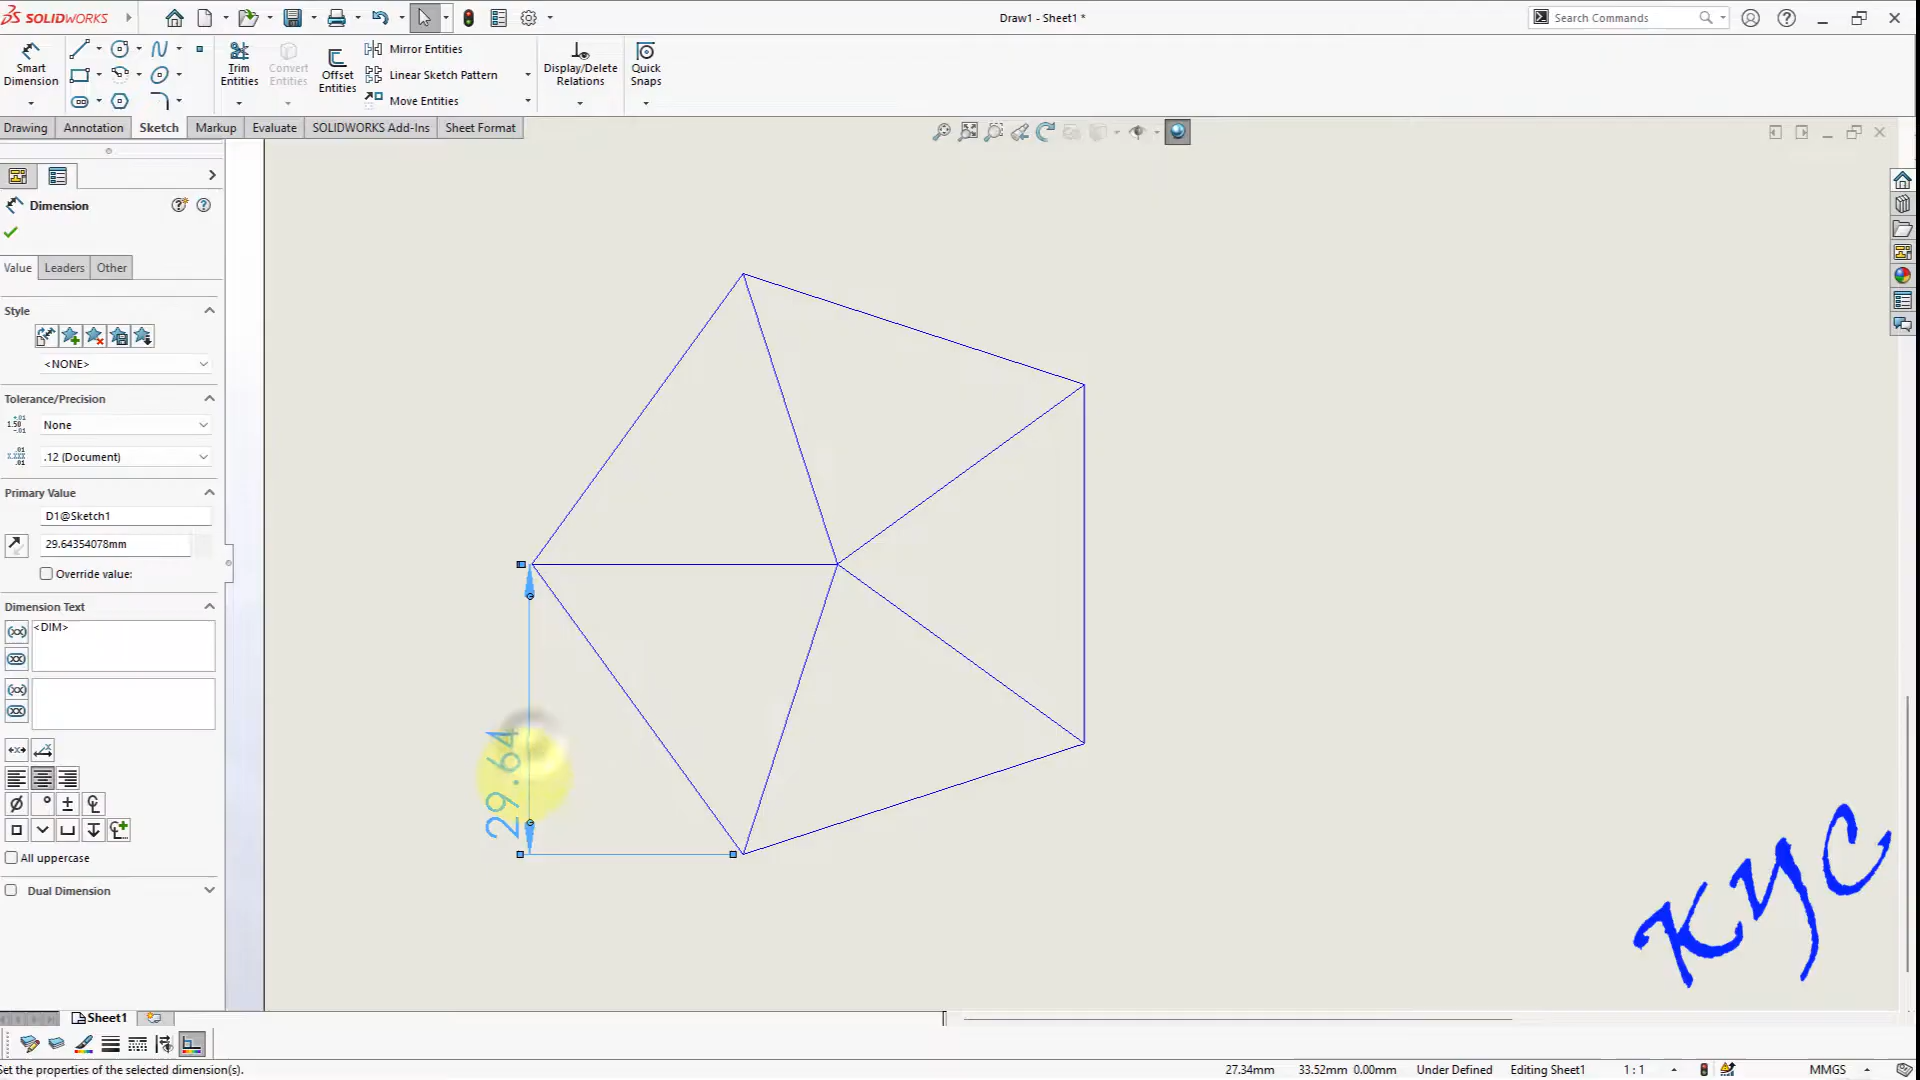 SOLIDWORKS
Draw1 - Sheet1 *
Search Commands
Smart Dimension
Trim Entities
Convert Entities
Offset Entities
Mirror Entities
Linear Sketch Pattern
Move Entities
Display/Delete Relations
Quick Snaps
Drawing
Annotation
Sketch
Markup
Evaluate
SOLIDWORKS Add-Ins
Sheet Format
Dimension
Value
Leaders
Other
Style
<NONE>
Tolerance/Precision
None
.12 (Document)
Primary Value
D1@Sketch1
29.64354078mm
Override value:
Dimension Text
<DIM>
All uppercase
Dual Dimension
29.64
KYC
Sheet1
Set the properties of the selected dimension(s).
27.34mm
33.52mm
0.00mm
Under Defined
Editing Sheet1
1 : 1
MMGS